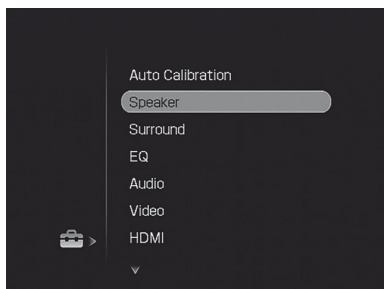 Auto Calibration
Speaker
Surround
EQ
Audio
Video
HDMI